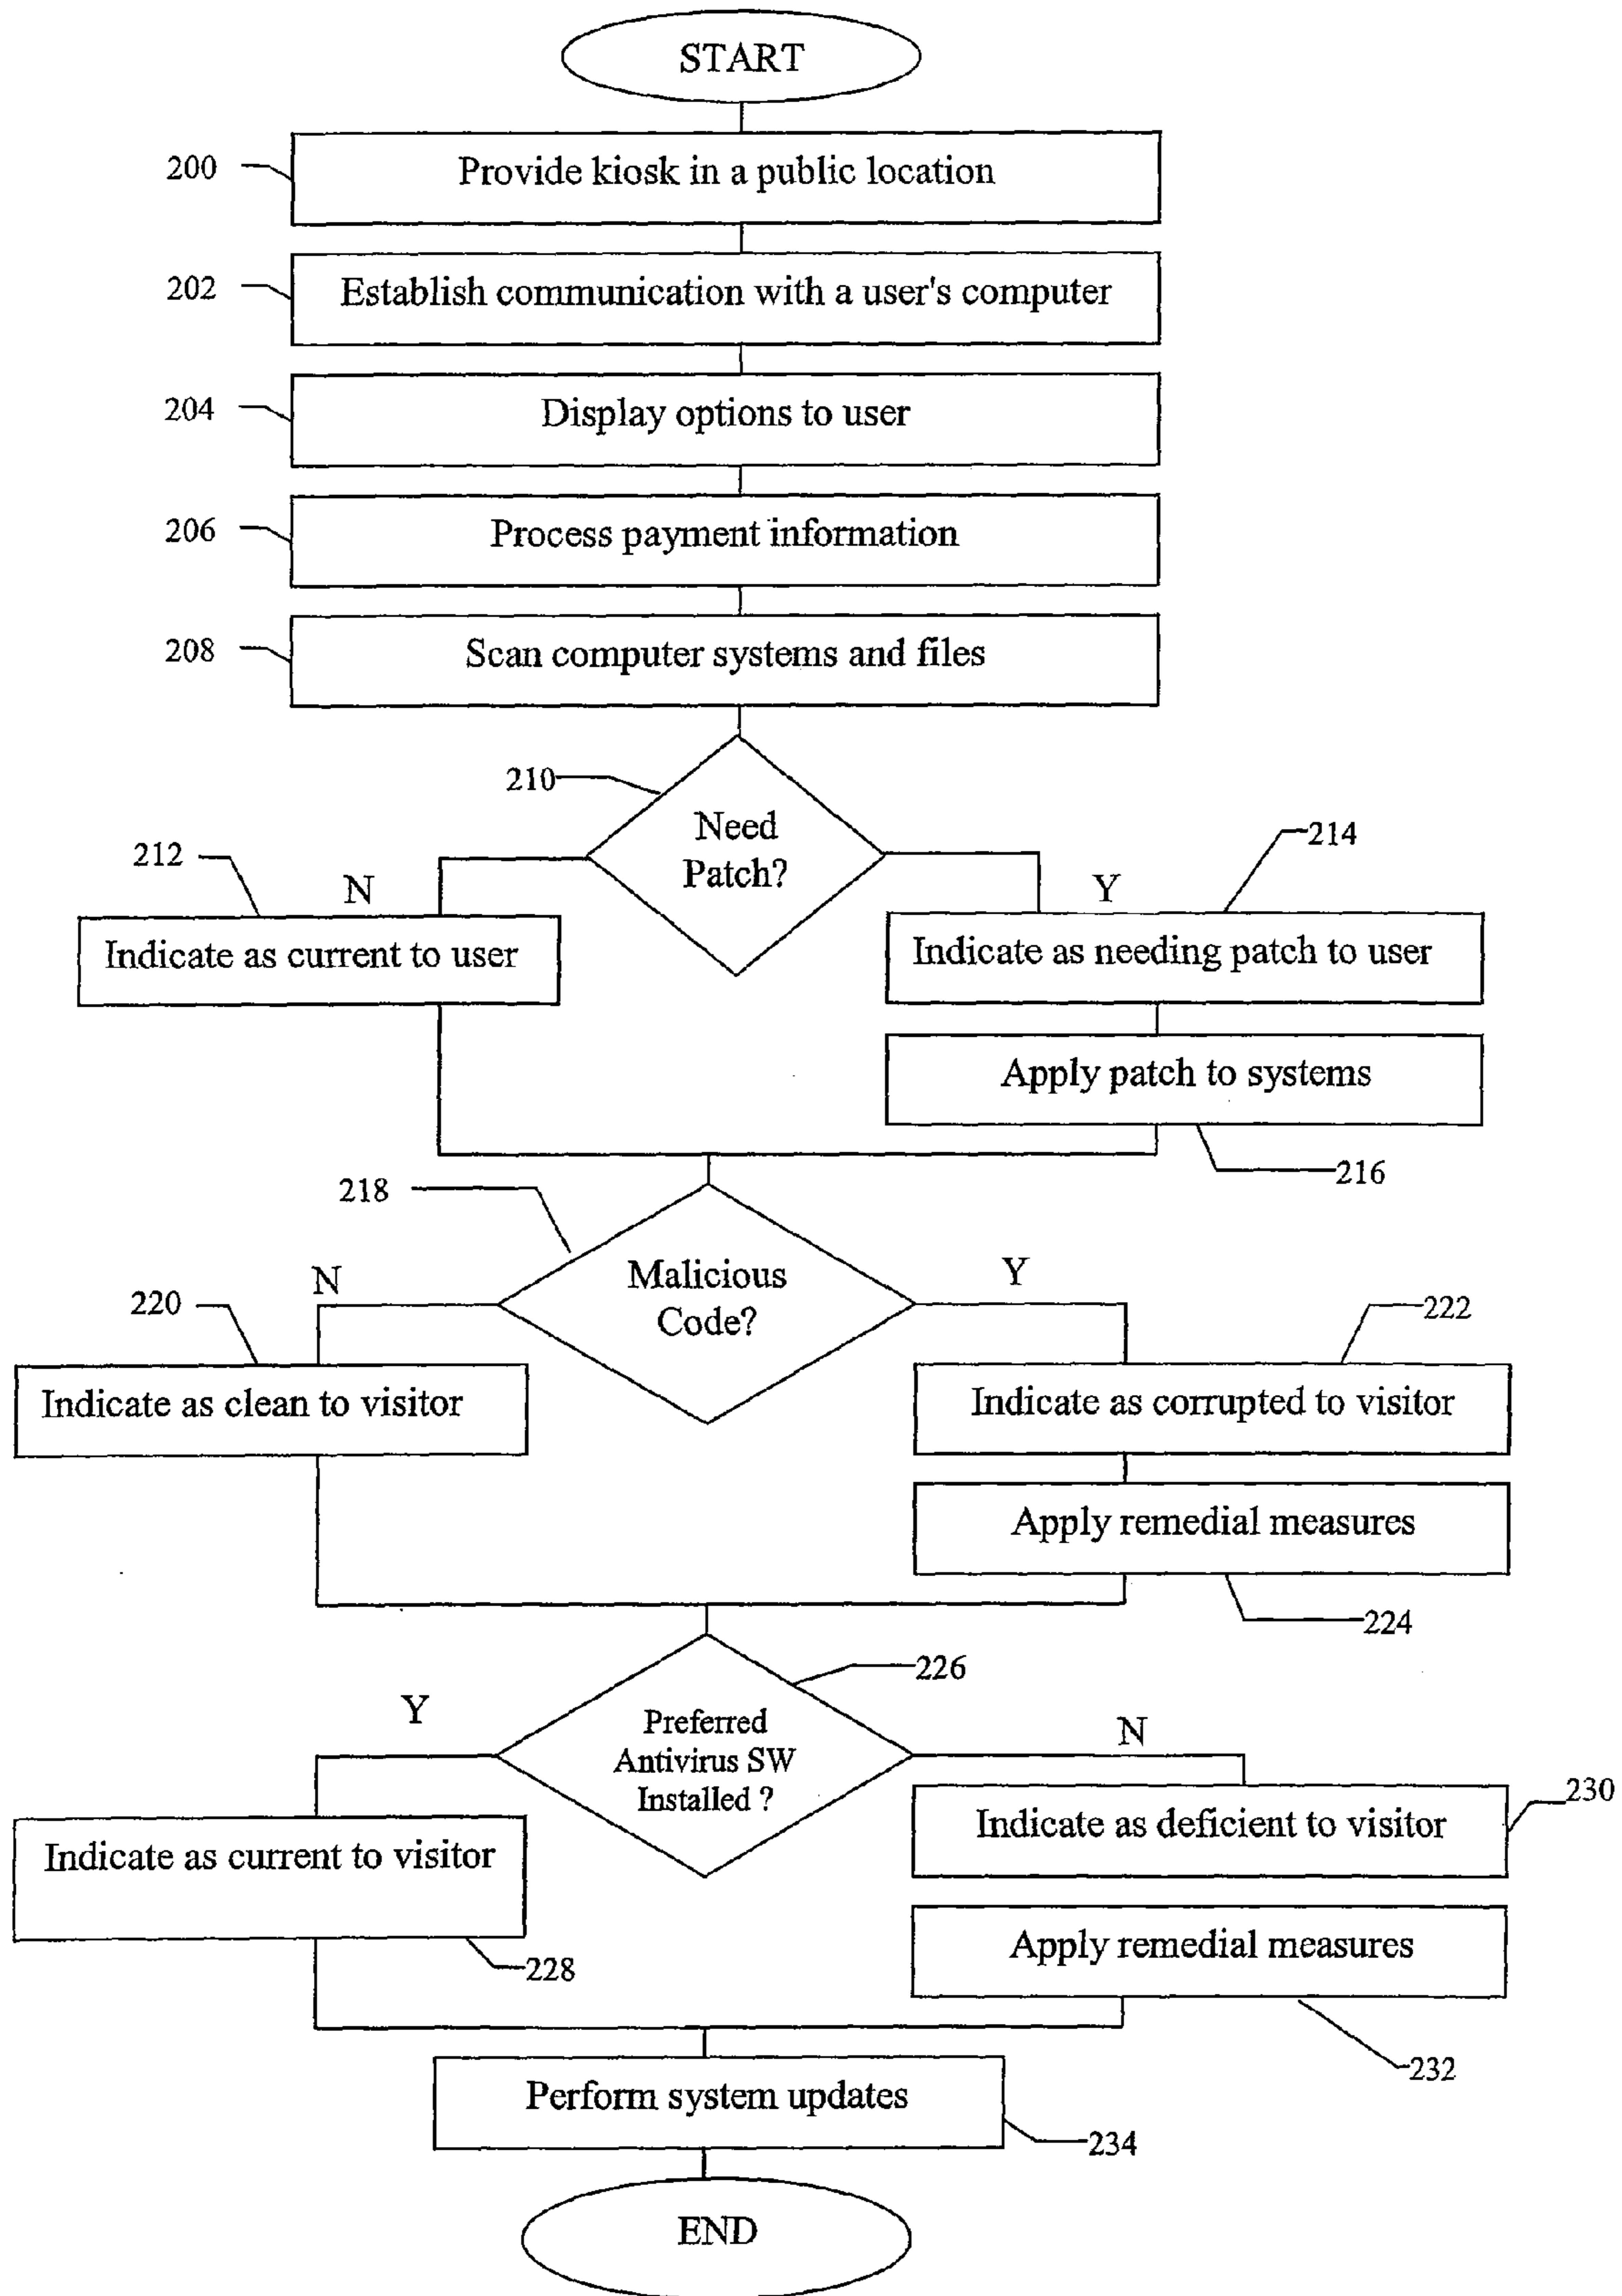 START
200
Provide kiosk in a public location
202
Establish communication with a user's computer
204
Display options to user
206
Process payment information
208
Scan computer systems and files
210
Need
Patch?
212
N
Y
214
Indicate as current to user
Indicate as needing patch to user
Apply patch to systems
216
218
Malicious
Code?
N
Y
220
222
Indicate as clean to visitor
Indicate as corrupted to visitor
Apply remedial measures
224
226
Y
Preferred
Antivirus SW
Installed ?
N
230
Indicate as current to visitor
Indicate as deficient to visitor
228
Apply remedial measures
232
Perform system updates
234
END